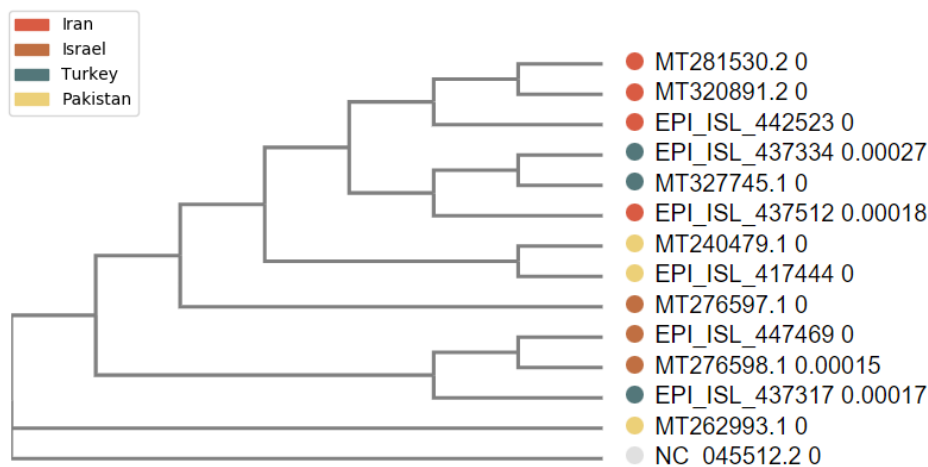 Iran
Israel
Turkey
Pakistan
MT281530.2 0
MT320891.2 0
EPI_ISL_442523 0
EPI_ISL_437334 0.00027
MT327745.1 0
EPI_ISL_437512 0.00018
MT240479.1 0
EPI_ISL_417444 0
MT276597.1 0
EPI_ISL_447469 0
MT276598.1 0.00015
EPI_ISL_437317 0.00017
MT262993.1 0
NC_045512.2 0